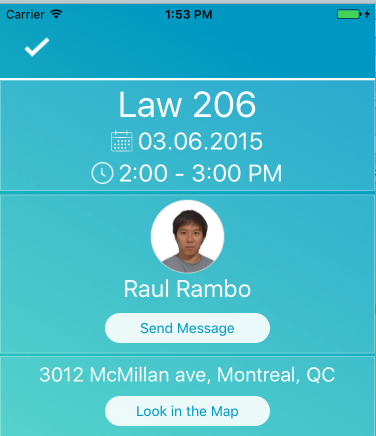 Carrier 1:53 PM
Law 206
03.06.2015
2:00 - 3:00 PM
Raul Rambo
Send Message
3012 McMillan ave, Montreal, QC
Look in the Map